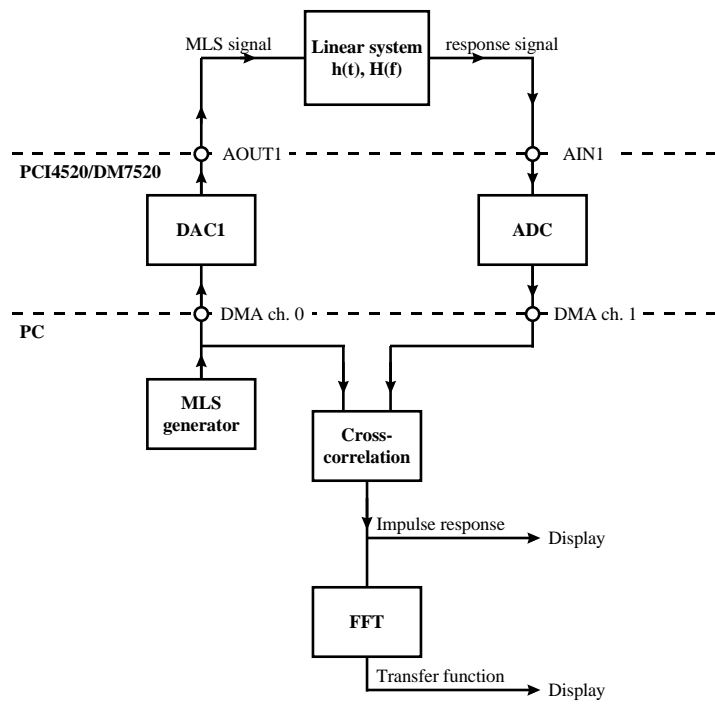 MLS signal
Linear system
h(t), H(f)
response signal
AOUT1
AIN1
PCI4520/DM7520
DAC1
ADC
DMA ch. 0
DMA ch. 1
PC
MLS
generator
Cross-
correlation
Impulse response
Display
FFT
Transfer function
Display